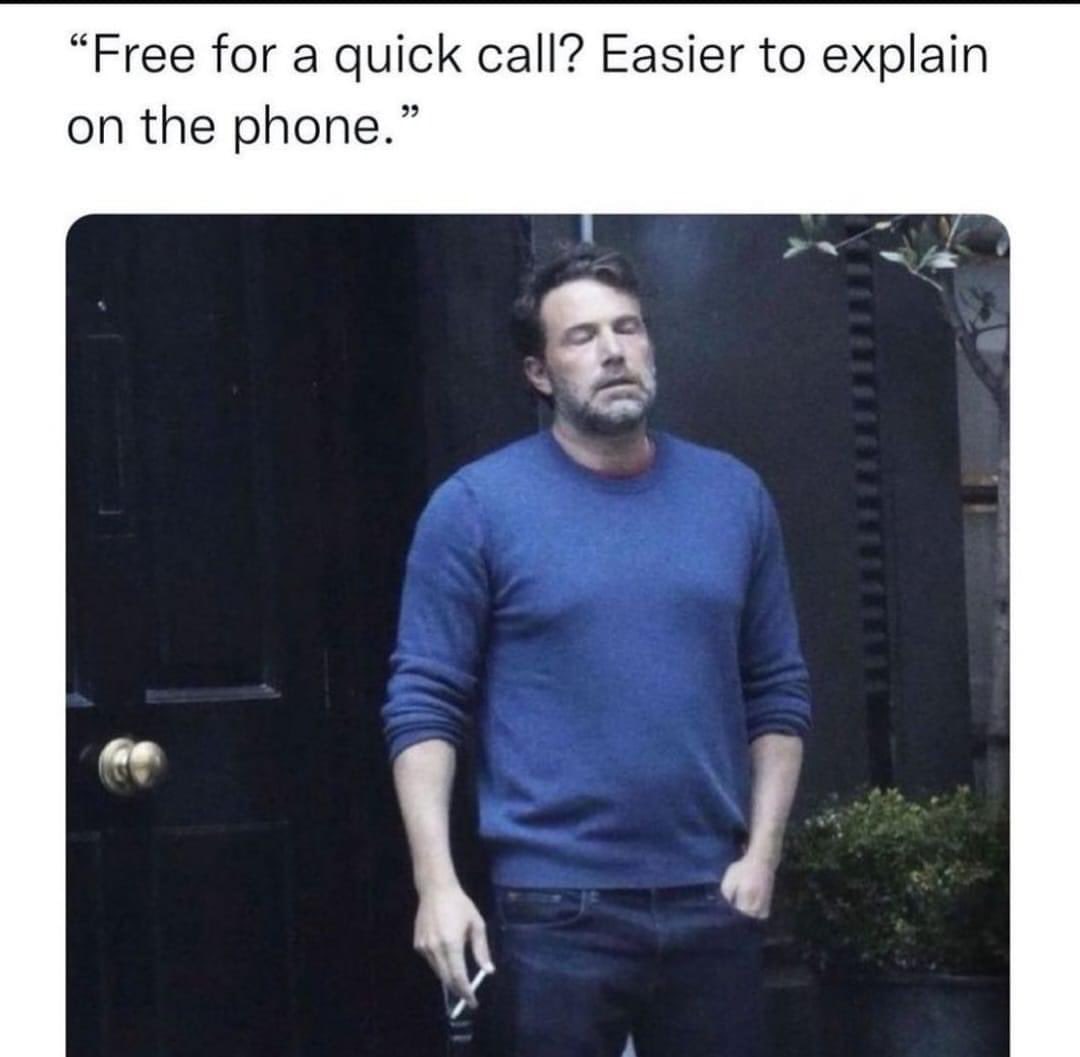 “Free for a quick call? Easier to explain
on the phone.”